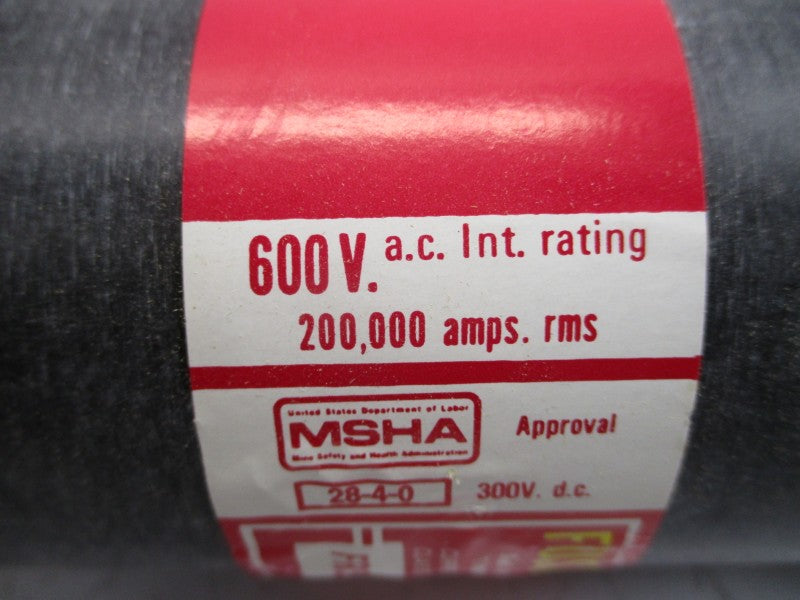 600 V. a.c. Int. rating
200,000 amps. rms
United States Department of Labor
MSHA Approval
Mine Safety and Health Administration
28-4-0 300V. d.c.